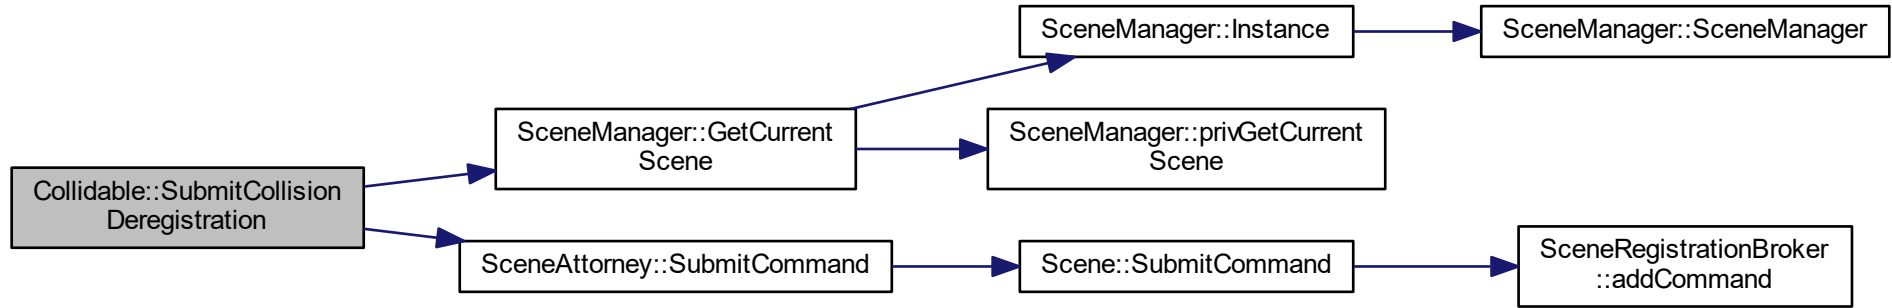 SceneManager::Instance
SceneManager::SceneManager
SceneManager::GetCurrent
Scene
SceneManager::privGetCurrent
Scene
Collidable::SubmitCollision
Deregistration
SceneAttorney::SubmitCommand
Scene::SubmitCommand
SceneRegistrationBroker
::addCommand